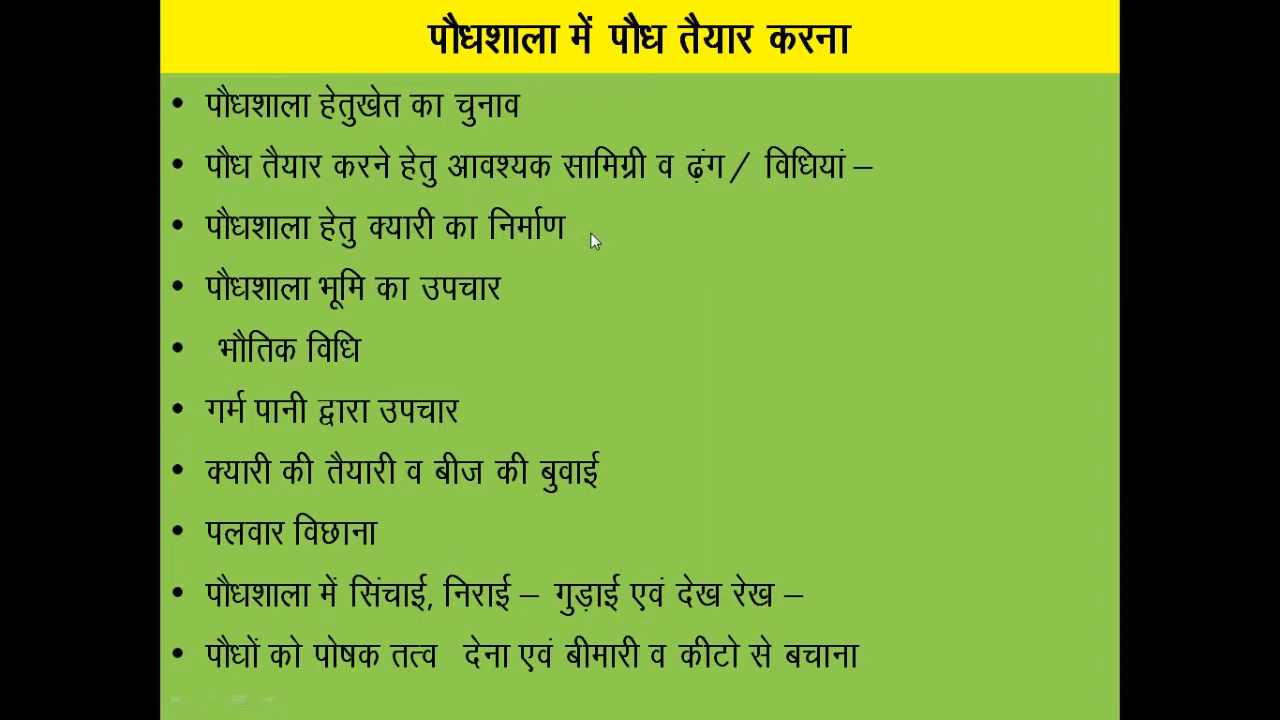 पौधशाला में पौध तैयार करना
• पौधशाला हेतुखेत का चुनाव
• पौध तैयार करने हेतु आवश्यक सामिग्री व ढ़ंग / विधियां –
• पौधशाला हेतु क्यारी का निर्माण
• पौधशाला भूमि का उपचार
• भौतिक विधि
• गर्म पानी द्वारा उपचार
• क्यारी की तैयारी व बीज की बुवाई
• पलवार विछाना
• पौधशाला में सिंचाई, निराई – गुड़ाई एवं देख रेख –
• पौधों को पोषक तत्व देना एवं बीमारी व कीटो से बचाना